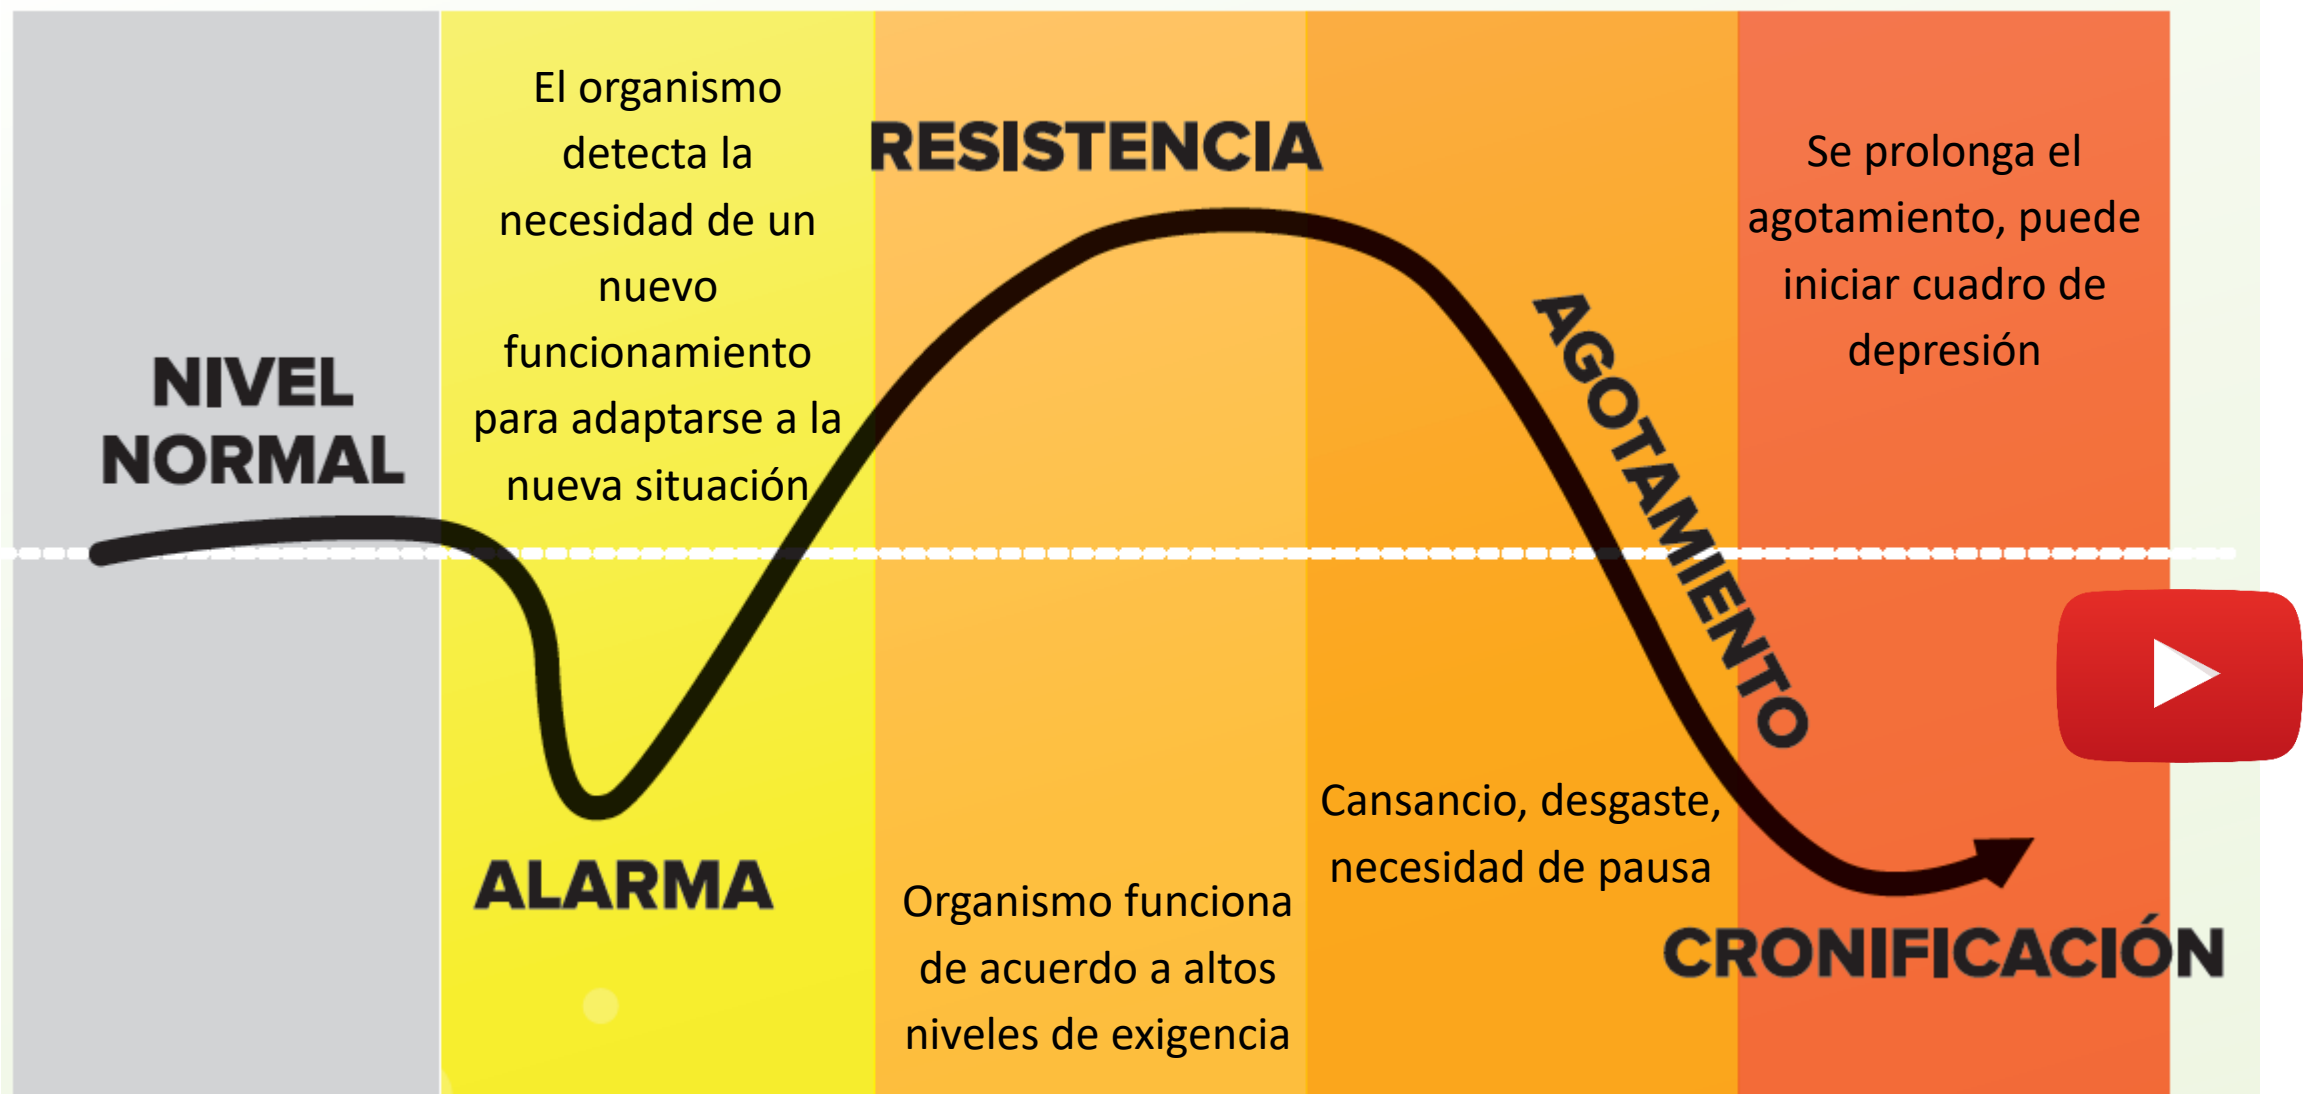 NIVEL
NORMAL
El organismo
detecta la
necesidad de un
nuevo
funcionamiento
para adaptarse a la
nueva situación
ALARMA
RESISTENCIA
Organismo funciona
de acuerdo a altos
niveles de exigencia
AGOTAMIENTO
Cansancio, desgaste,
necesidad de pausa
Se prolonga el
agotamiento, puede
iniciar cuadro de
depresión
CRONIFICACIÓN